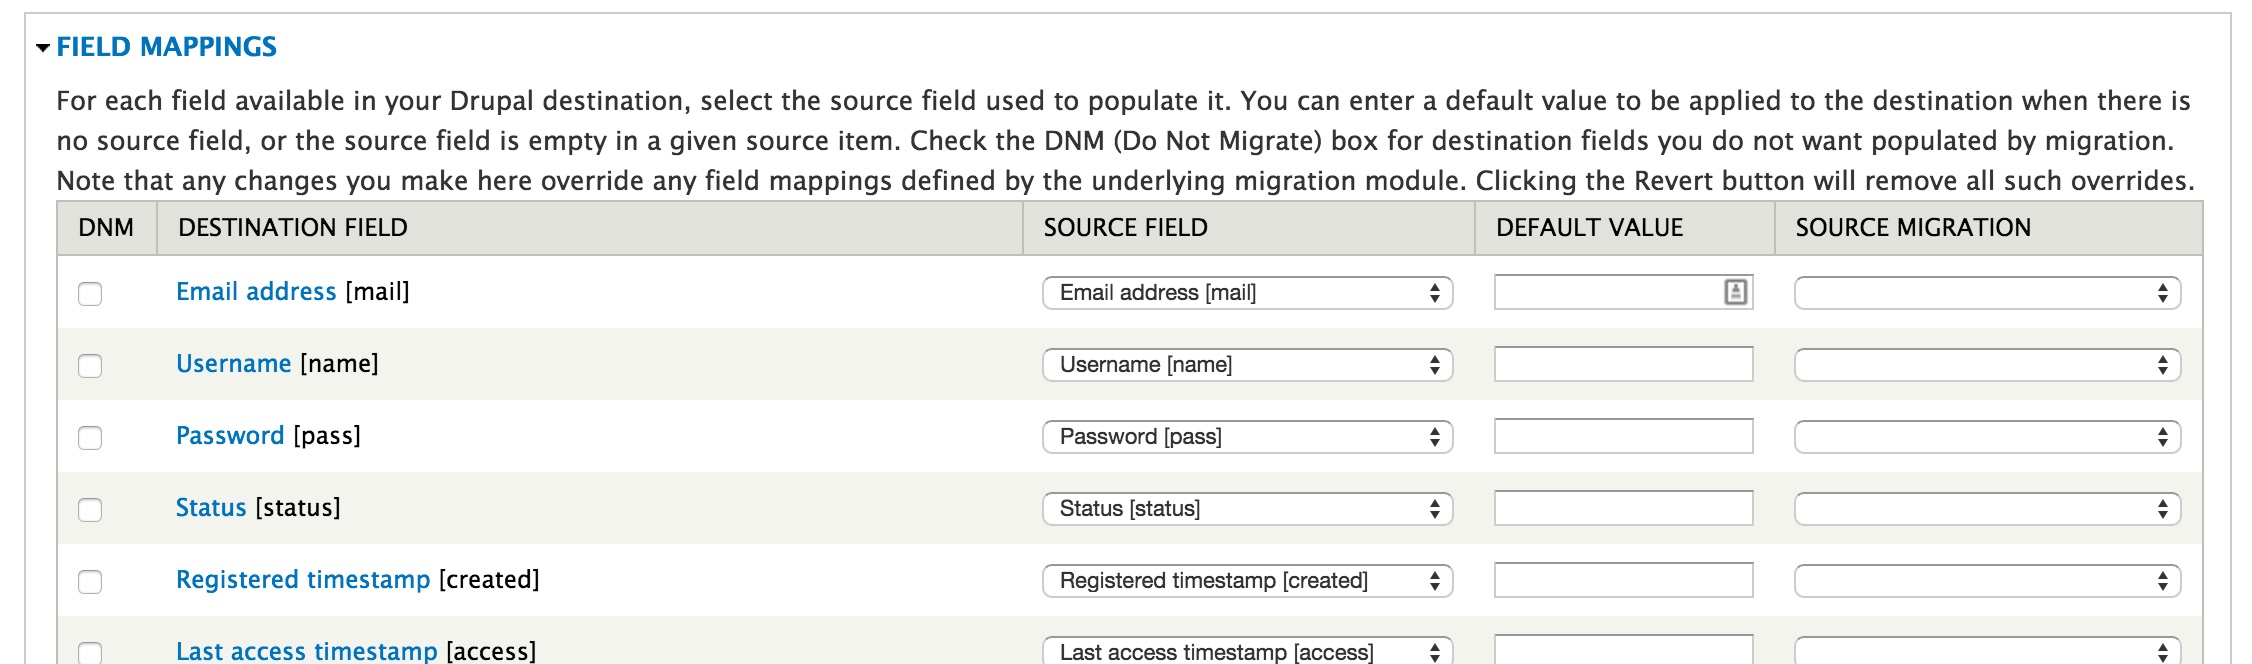 FIELD MAPPINGS
For each field available in your Drupal destination, select the source field used to populate it. You can enter a default value to be applied to the destination when there is
no source field, or the source field is empty in a given source item. Check the DNM (Do Not Migrate) box for destination fields you do not want populated by migration.
Note that any changes you make here override any field mappings defined by the underlying migration module. Clicking the Revert button will remove all such overrides.
DNM DESTINATION FIELD SOURCE FIELD DEFAULT VALUE SOURCE MIGRATION
Email address [mail] Email address [mail]
Username [name] Username [name]
Password [pass] Password [pass]
Status [status] Status [status]
Registered timestamp [created] Registered timestamp [created]
Last access timestamp [access] Last access timestamp [access]